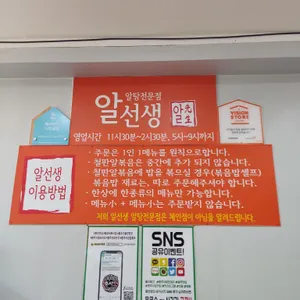 알탕전문점
알선생
알先生
영업시간 11시30분~2시30분, 5시~9시까지
알선생
이용방법
· 주문은 1인 1메뉴를 원칙으로합니다.
· 철판알볶음은 중간에 추가 되지 않습니다.
· 철판알볶음에 밥을 볶으실 경우(볶음밥셀프)
볶음밥 재료는, 따로 주문해주셔야 합니다.
· 한상에 한종류의 메뉴만 가능합니다.
· 메뉴소 + 메뉴소는 주문이 안됩니다.
저희 알선생 알탕전문점은 체인점이 아님을 알려드립니다.
SNS
공유이벤트!